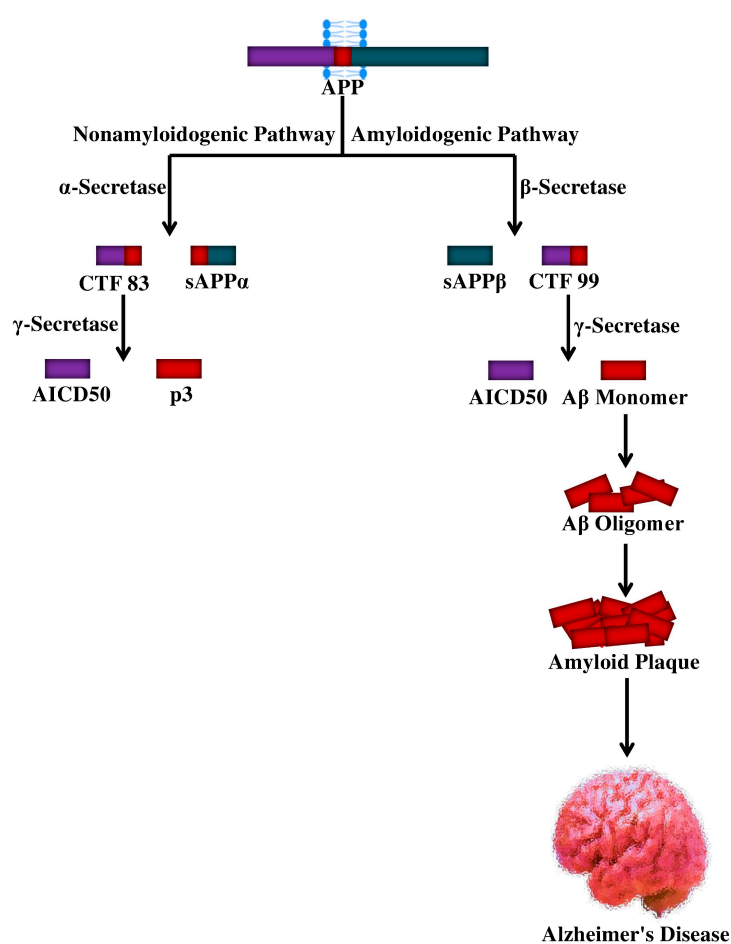 APP
Nonamyloidogenic Pathway
Amyloidogenic Pathway
α-Secretase
β-Secretase
CTF 83
sAPPα
sAPPβ
CTF 99
γ-Secretase
γ-Secretase
AICD50
p3
AICD50
Aβ Monomer
Aβ Oligomer
Amyloid Plaque
Alzheimer's Disease